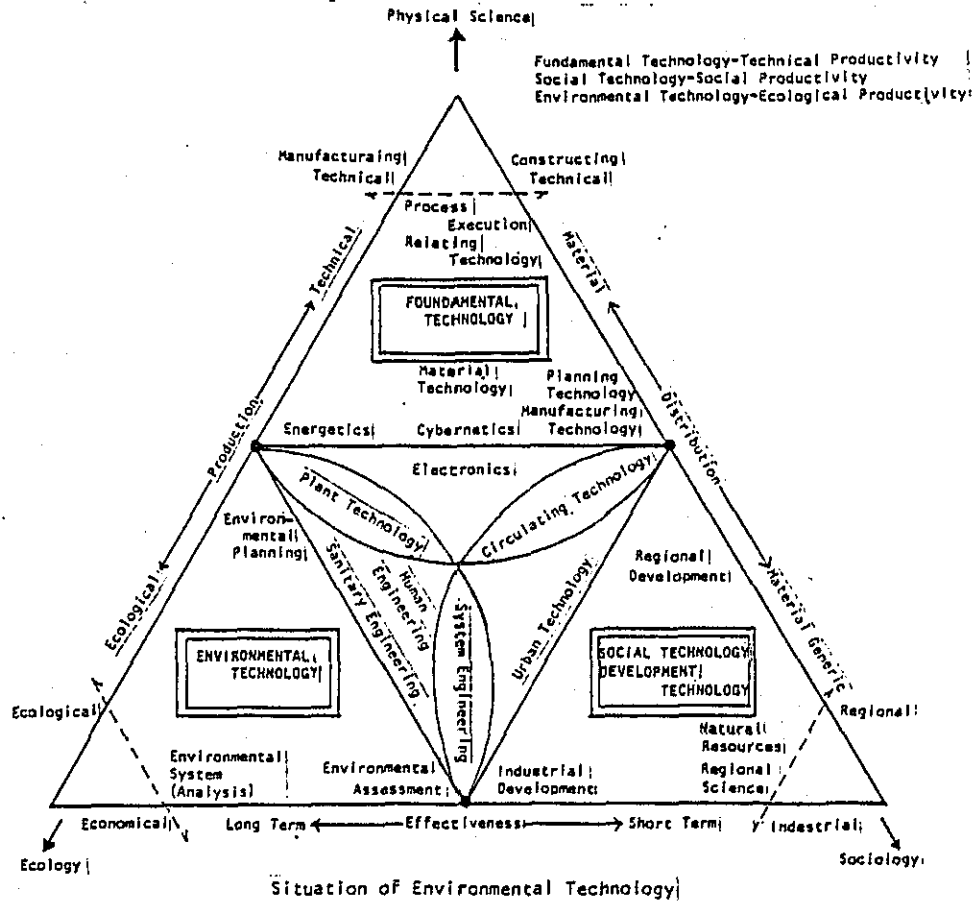 Physical Science
Fundamental Technology-Technical Productivity
Social Technology-Social Productivity
Environmental Technology-Ecological Productivity
Manufacturaing
Technical
Constructing
Technical
Process
Execution
Relating
Technology
Technical
Material
FOUNDAMENTAL
TECHNOLOGY
Material
Technology
Planning
Technology
Manufacturing
Technology
Production
Distribution
Energetics
Cybernetics
Electronics
Plant Technology
Circulating Technology
Environ-
mental
Planning
Regional
Development
Ecological
Sanitary Engineering
Human
Engineering
System Engineering
Urban Technology
Material Generic
ENVIRONMENTAL
TECHNOLOGY
SOCIAL TECHNOLOGY
DEVELOPMENT
TECHNOLOGY
Ecological
Regional
Environmental
System
(Analysis)
Environmental
Assessment
Industrial
Development
Natural
Resources
Regional
Science
Economical
Long Term
Effectiveness
Short Term
Indestrial
Ecology
Sociology
Situation of Environmental Technology